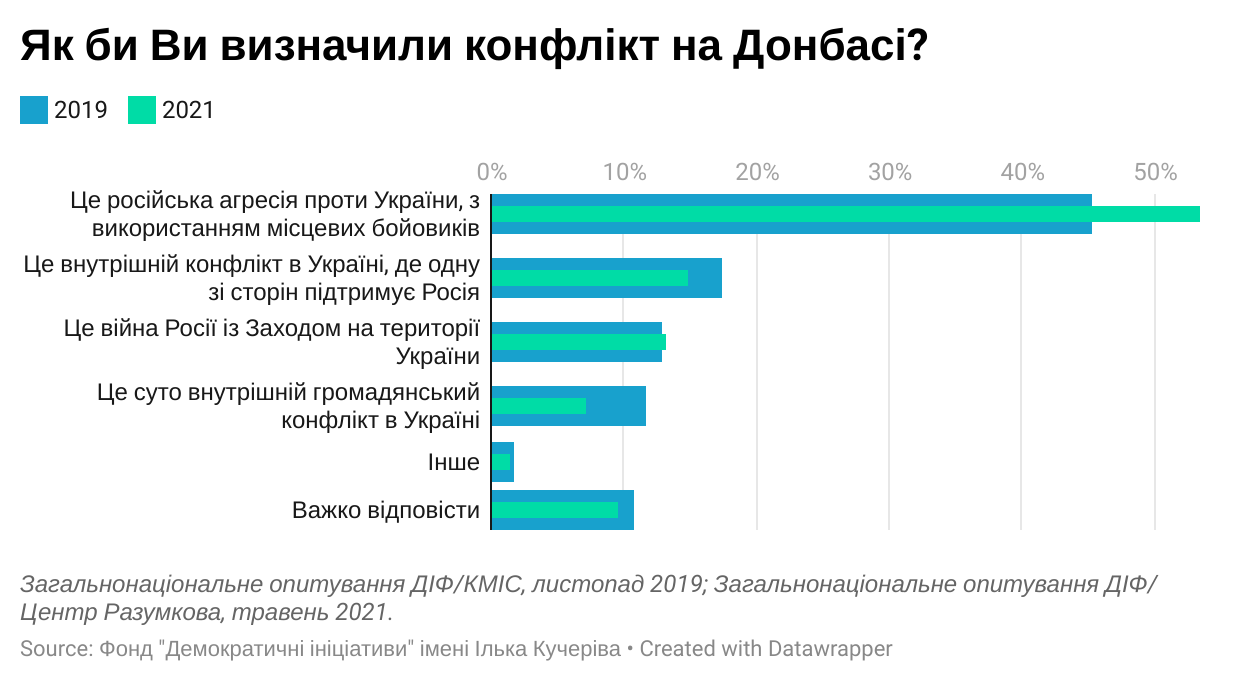 Як би Ви визначили конфлікт на Донбасі?
2019 2021
0% 10% 20% 30% 40% 50%
Це російська агресія проти України, з
використанням місцевих бойовиків
Це внутрішній конфлікт в Україні, де одну
зі сторін підтримує Росія
Це війна Росії із Заходом на території
України
Це суто внутрішній громадянський
конфлікт в Україні
Інше
Важко відповісти
Загальнонаціональне опитування ДІФ/КМІС, листопад 2019; Загальнонаціональне опитування ДІФ/
Центр Разумкова, травень 2021.
Source: Фонд "Демократичні ініціативи" імені Ілька Кучеріва • Created with Datawrapper